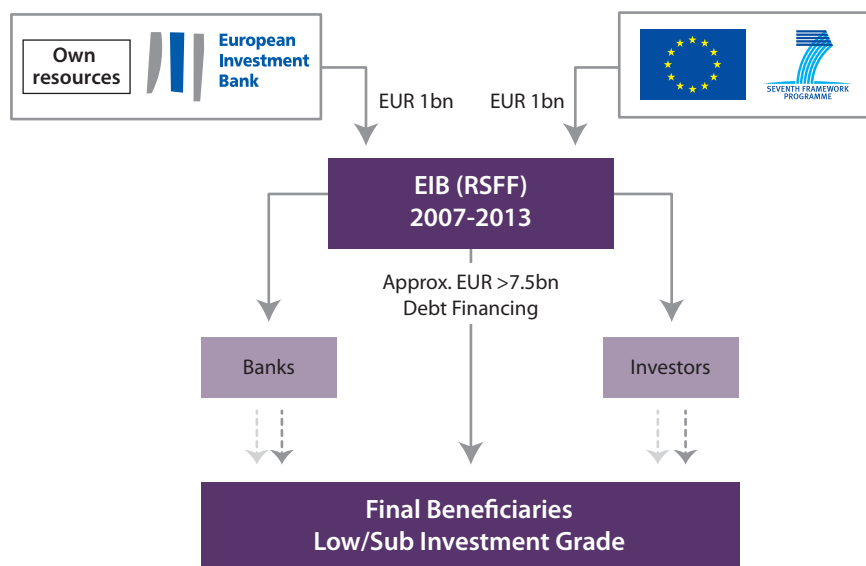 Own
resources
European
Investment
Bank
SEVENTH FRAMEWORK
PROGRAMME
EUR 1bn
EUR 1bn
EIB (RSFF)
2007-2013
Approx. EUR >7.5bn
Debt Financing
Banks
Investors
Final Beneficiaries
Low/Sub Investment Grade